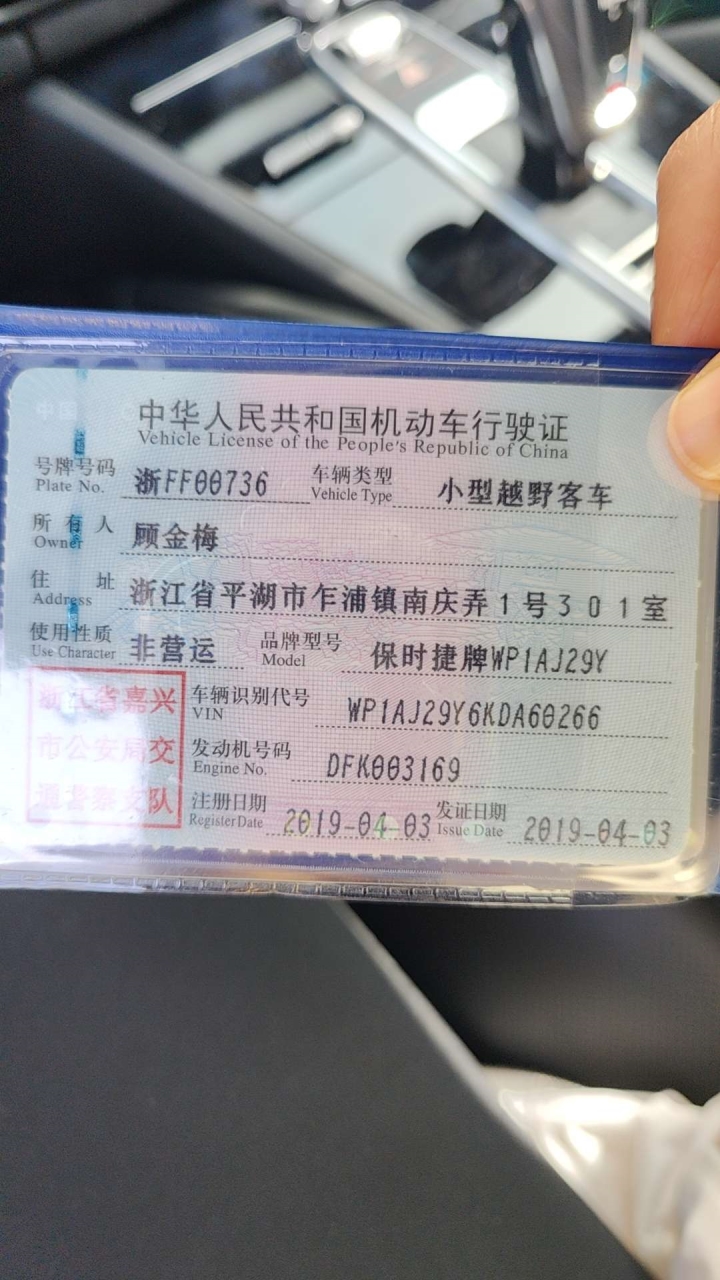 中华人民共和国机动车行驶证
Vehicle License of the People's Republic of China
号牌号码 浙FF00736 车辆类型 小型越野客车
Plate No. Vehicle Type
所有人 顾金梅
Owner
住址 浙江省平湖市乍浦镇南庆弄1号301室
Address
使用性质 非营运 品牌型号 保时捷牌WP1AJ29Y
Use Character Model
浙江省嘉兴
市公安局交
通警察支队
车辆识别代号 WP1AJ29Y6KDA60266
VIN
发动机号码 DFK003169
Engine No.
注册日期 2019-04-03 发证日期 2019-04-03
Register Date Issue Date